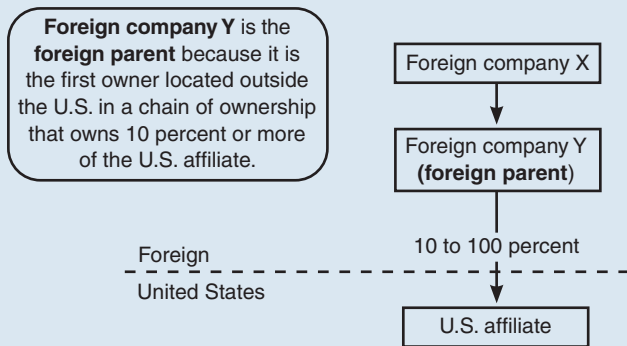 Foreign company Y is the
foreign parent because it is
the first owner located outside
the U.S. in a chain of ownership
that owns 10 percent or more
of the U.S. affiliate.
Foreign company X
Foreign company Y
(foreign parent)
10 to 100 percent
Foreign
United States
U.S. affiliate